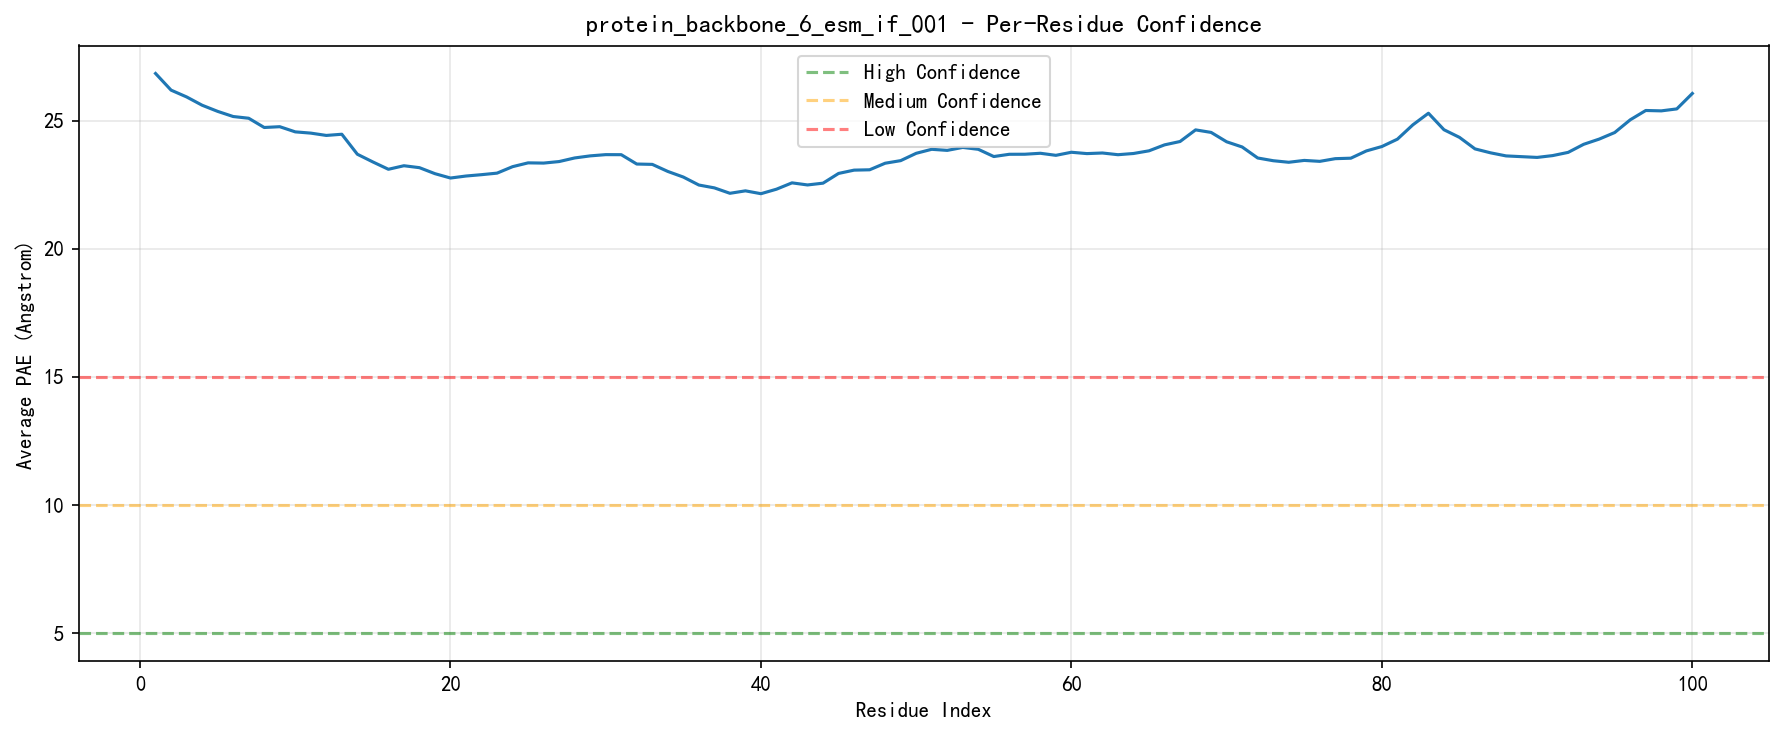 protein_backbone_6_esm_if_001 - Per-Residue Confidence
High Confidence
Medium Confidence
Low Confidence
Average PAE (Angstrom)
25
20
15
10
5
0 20 40 60 80 100
Residue Index